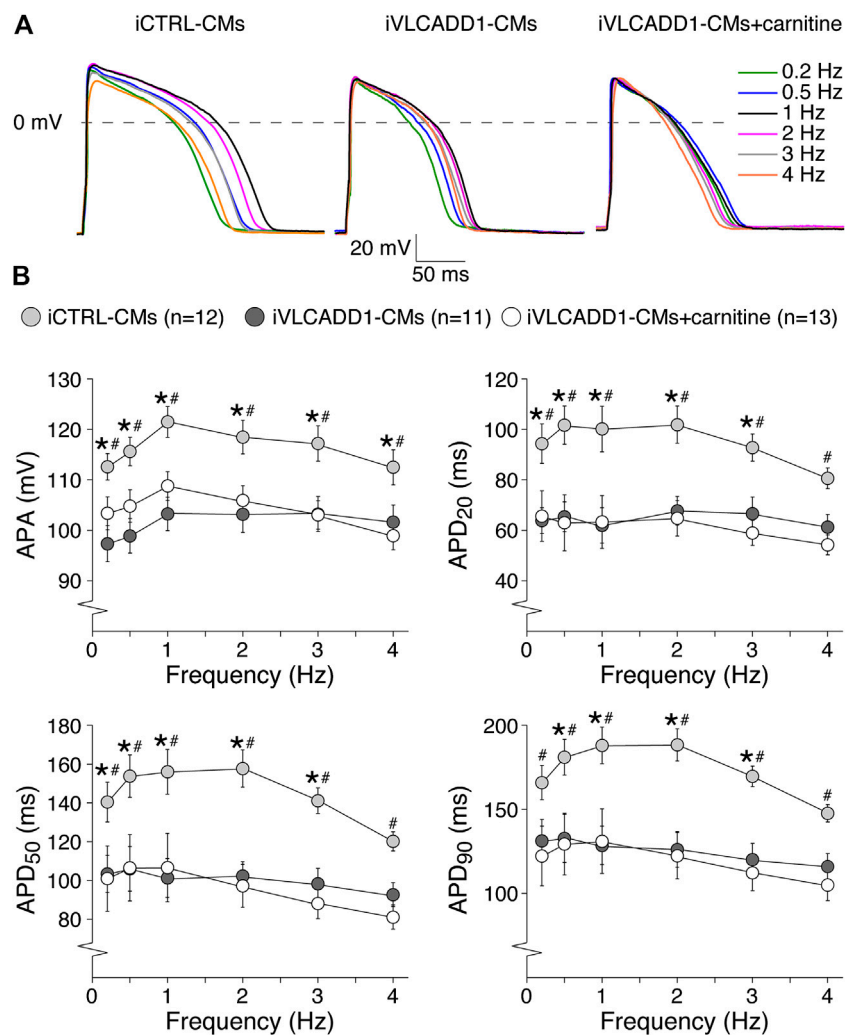 A
iCTRL-CMs iVLCADD1-CMs iVLCADD1-CMs+carnitine
0.2 Hz
0.5 Hz
1 Hz
2 Hz
3 Hz
4 Hz
0 mV
20 mV
50 ms
B
iCTRL-CMs (n=12) iVLCADD1-CMs (n=11) iVLCADD1-CMs+carnitine (n=13)
APA (mV)
130
120
110
100
90
*# *# *# *# *# *#
0 1 2 3 4
Frequency (Hz)
APD20 (ms)
120
100
80
60
40
*# *# *# *# *# #
0 1 2 3 4
Frequency (Hz)
APD50 (ms)
180
160
140
120
100
80
*# *# *# *# *# #
0 1 2 3 4
Frequency (Hz)
APD90 (ms)
200
150
100
# *# *# *# *# #
0 1 2 3 4
Frequency (Hz)